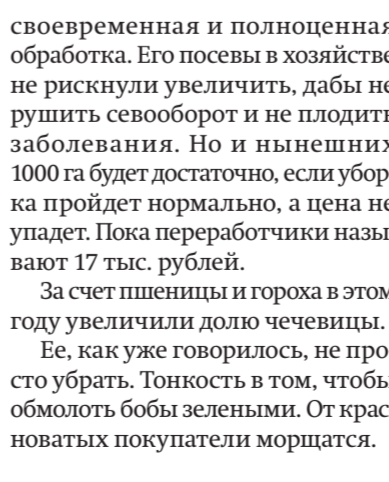 своевременная и полноценная
обработка. Его посевы в хозяйстве
не рискнули увеличить, дабы не
рушить севооборот и не плодить
заболевания. Но и нынешних
1000 га будет достаточно, если убор
ка пройдет нормально, а цена не
упадет. Пока переработчики назы
вают 17 тыс. рублей.
За счет пшеницы и гороха в этом
году увеличили долю чечевицы.
Ее, как уже говорилось, не про
сто убрать. Тонкость в том, чтобы
обмолоть бобы зелеными. От крас
новатых покупатели морщатся.